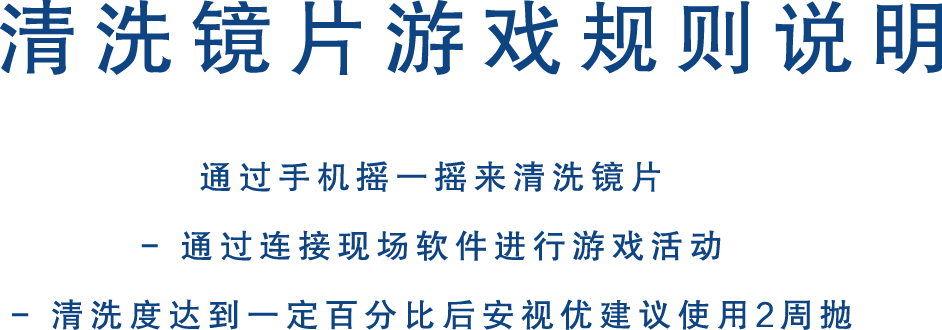 清洗镜片游戏规则说明
通过手机摇一摇来清洗镜片
- 通过连接现场软件进行游戏活动
- 清洗度达到一定百分比后安视优建议使用2周抛